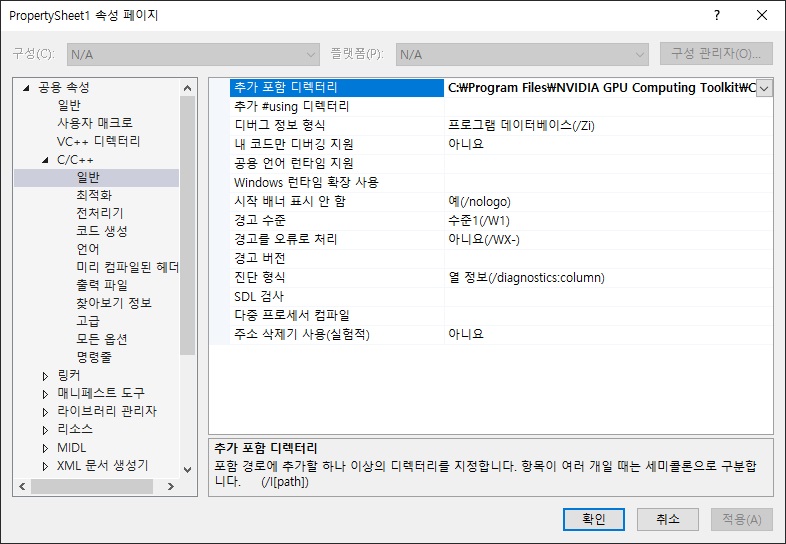 PropertySheet1 속성 페이지
?
구성(C):
N/A
플랫폼(P):
N/A
구성 관리자(O)...
공용 속성
일반
사용자 매크로
VC++ 디렉터리
C/C++
일반
최적화
전처리기
코드 생성
언어
미리 컴파일된 헤더
출력 파일
찾아보기 정보
고급
모든 옵션
명령줄
링커
매니페스트 도구
라이브러리 관리자
리소스
MIDL
XML 문서 생성기
추가 포함 디렉터리 C:₩Program Files₩NVIDIA GPU Computing Toolkit₩C
추가 #using 디렉터리
디버그 정보 형식 프로그램 데이터베이스(/Zi)
내 코드만 디버깅 지원 아니요
공용 언어 런타임 지원
Windows 런타임 확장 사용
시작 배너 표시 안 함 예(/nologo)
경고 수준 수준1(/W1)
경고를 오류로 처리 아니요(/WX-)
경고 버전
진단 형식 열 정보(/diagnostics:column)
SDL 검사
다중 프로세서 컴파일
주소 삭제기 사용(실험적) 아니요
추가 포함 디렉터리
포함 경로에 추가할 하나 이상의 디렉터리를 지정합니다. 항목이 여러 개일 때는 세미콜론으로 구분합
니다. (/I[path])
확인
취소
적용(A)